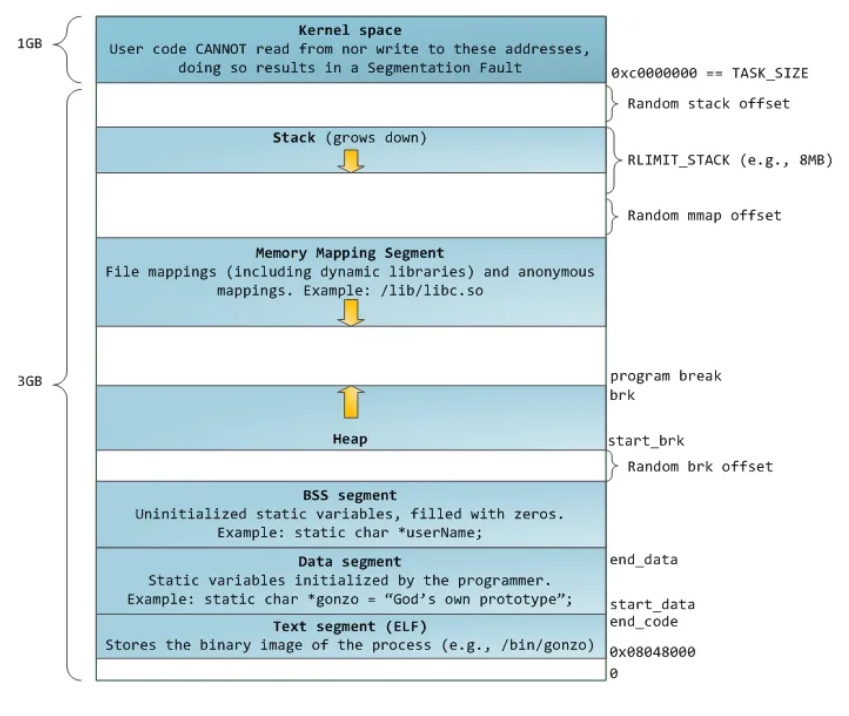 1GB
Kernel space
User code CANNOT read from nor write to these addresses,
doing so results in a Segmentation Fault
0xc0000000 == TASK_SIZE
Random stack offset
Stack (grows down)
RLIMIT_STACK (e.g., 8MB)
Random mmap offset
Memory Mapping Segment
File mappings (including dynamic libraries) and anonymous
mappings. Example: /lib/libc.so
3GB
program break
brk
Heap
start_brk
Random brk offset
BSS segment
Uninitialized static variables, filled with zeros.
Example: static char *userName;
Data segment
Static variables initialized by the programmer.
Example: static char *gonzo = “God’s own prototype”;
end_data
start_data
Text segment (ELF)
Stores the binary image of the process (e.g., /bin/gonzo)
end_code
0x08048000
0